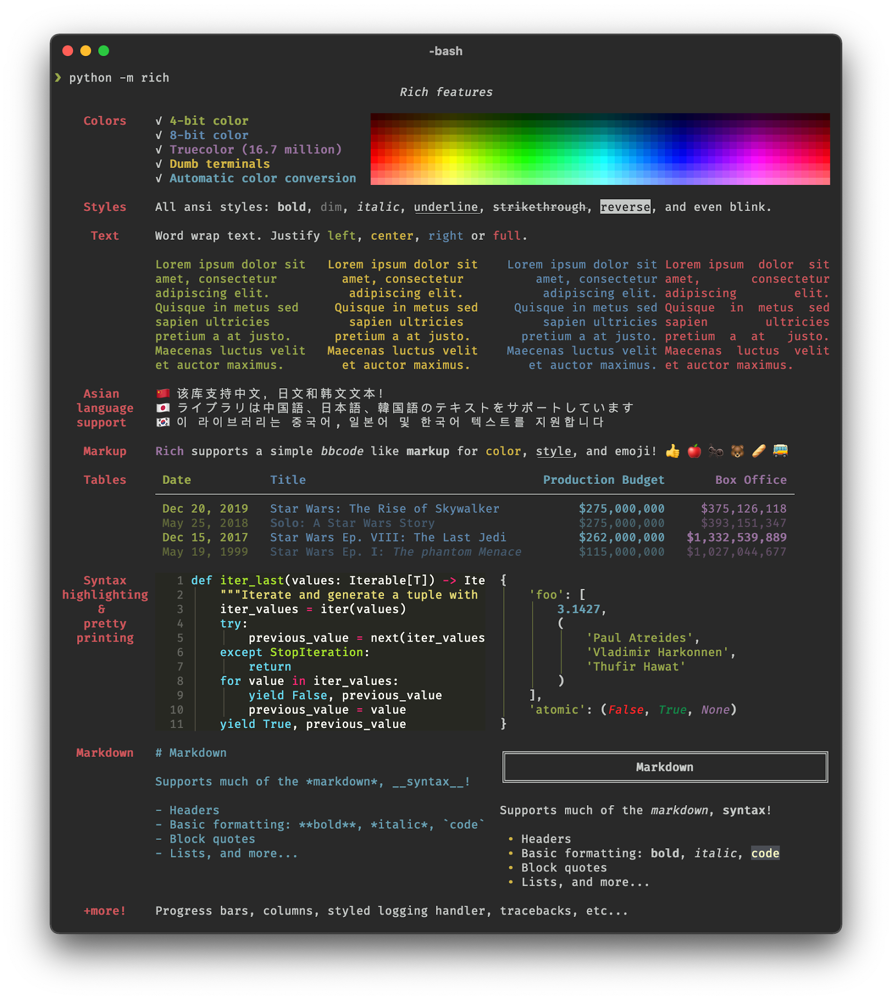 -bash
❯ python -m rich
Rich features
Colors √ 4-bit color
√ 8-bit color
√ Truecolor (16.7 million)
√ Dumb terminals
√ Automatic color conversion
Styles All ansi styles: bold, dim, italic, underline, strikethrough, reverse, and even blink.
Text Word wrap text. Justify left, center, right or full.
Lorem ipsum dolor sit Lorem ipsum dolor sit Lorem ipsum dolor sit Lorem ipsum dolor sit
amet, consectetur amet, consectetur amet, consectetur amet, consectetur
adipiscing elit. adipiscing elit. adipiscing elit. adipiscing elit.
Quisque in metus sed Quisque in metus sed Quisque in metus sed Quisque in metus sed
sapien ultricies sapien ultricies sapien ultricies sapien ultricies
pretium a at justo. pretium a at justo. pretium a at justo. pretium a at justo.
Maecenas luctus velit Maecenas luctus velit Maecenas luctus velit Maecenas luctus velit
et auctor maximus. et auctor maximus. et auctor maximus. et auctor maximus.
Asian 🇨🇳 该库支持中文，日文和韩文文本！
language 🇯🇵 ライブラリは中国語、日本語、韓国語のテキストをサポートしています
support 🇰🇷 이 라이브러리는 중국어, 일본어 및 한국어 텍스트를 지원합니다
Markup Rich supports a simple bbcode like markup for color, style, and emoji! 👍 🍎 🐜 🐻 🥖 🚌
Tables Date Title Production Budget Box Office
Dec 20, 2019 Star Wars: The Rise of Skywalker $275,000,000 $375,126,118
May 25, 2018 Solo: A Star Wars Story $275,000,000 $393,151,347
Dec 15, 2017 Star Wars Ep. VIII: The Last Jedi $262,000,000 $1,332,539,889
May 19, 1999 Star Wars Ep. I: The phantom Menace $115,000,000 $1,027,044,677
Syntax 1 def iter_last(values: Iterable[T]) -> Ite {
highlighting 2 """Iterate and generate a tuple with 'foo': [
& 3 iter_values = iter(values) 3.1427,
pretty 4 try: (
printing 5 previous_value = next(iter_values 'Paul Atreides',
6 except StopIteration: 'Vladimir Harkonnen',
7 return 'Thufir Hawat'
8 for value in iter_values: )
9 yield False, previous_value ],
10 previous_value = value 'atomic': (False, True, None)
11 yield True, previous_value }
Markdown # Markdown
Markdown
Supports much of the *markdown*, __syntax__!
- Headers Supports much of the markdown, syntax!
- Basic formatting: **bold**, *italic*, `code`
- Block quotes • Headers
- Lists, and more... • Basic formatting: bold, italic, code
• Block quotes
• Lists, and more...
+more! Progress bars, columns, styled logging handler, tracebacks, etc...